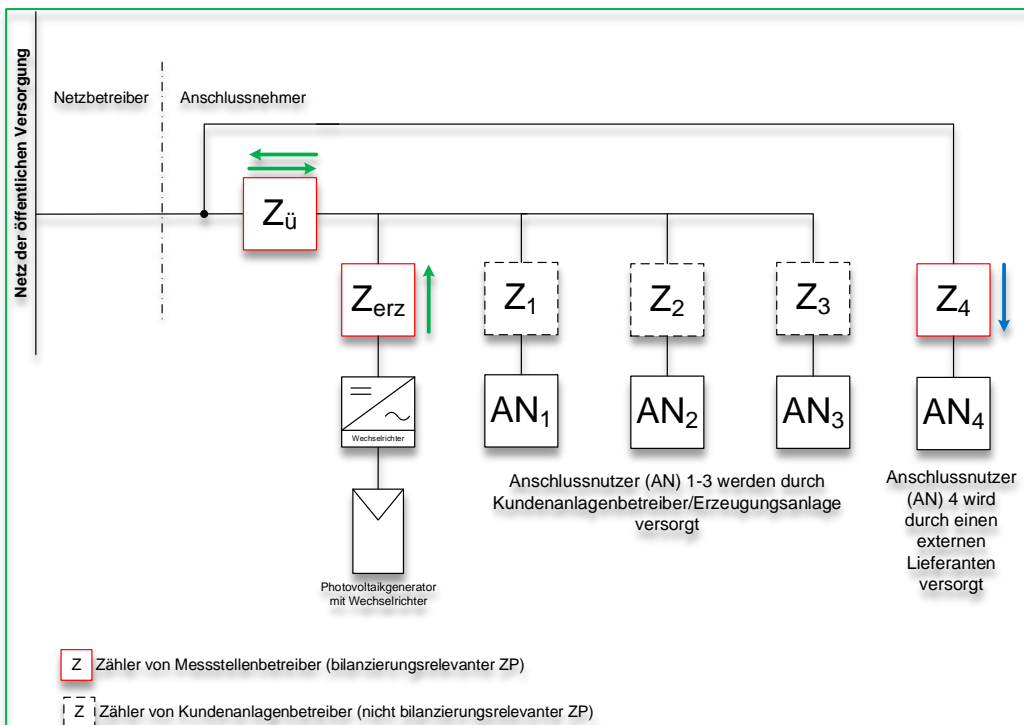 Netz der öffentlichen Versorgung
Netzbetreiber
Anschlussnehmer
Zü
Zerz
Z1
Z2
Z3
Z4
Wechselrichter
AN1
AN2
AN3
AN4
Photovoltaikgenerator
mit Wechselrichter
Anschlussnutzer (AN) 1-3 werden durch
Kundenanlagenbetreiber/Erzeugungsanlage
versorgt
Anschlussnutzer
(AN) 4 wird
durch einen
externen
Lieferanten
versorgt
Z Zähler von Messstellenbetreiber (bilanzierungsrelevanter ZP)
Z Zähler von Kundenanlagenbetreiber (nicht bilanzierungsrelevanter ZP)